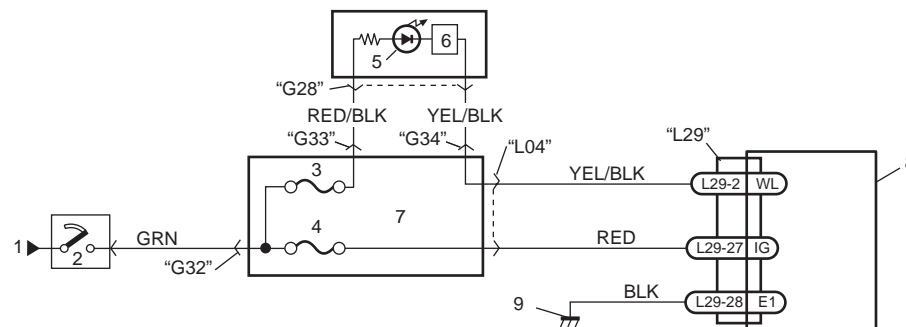 6
5
“G28”
RED/BLK YEL/BLK
“G33” “G34” “L04” “L29”
3 YEL/BLK L29-2 WL
7
4
1 2 GRN RED L29-27 IG
“G32”
9 BLK L29-28 E1